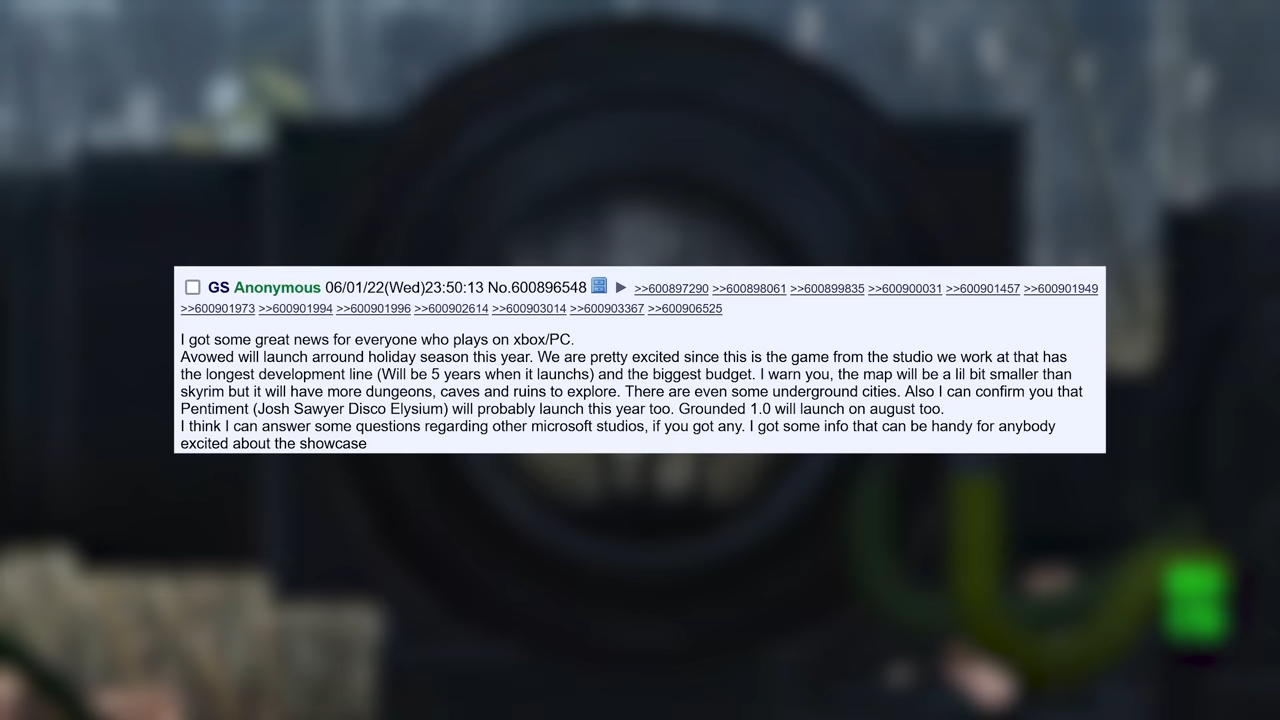 GS Anonymous 06/01/22(Wed)23:50:13 No.600896548 ▶ >>600897290 >>600898061 >>600899835 >>600900031 >>600901457 >>600901949
>>600901973 >>600901994 >>600901996 >>600902614 >>600903014 >>600903367 >>600906525
I got some great news for everyone who plays on xbox/PC.
Avowed will launch arround holiday season this year. We are pretty excited since this is the game from the studio we work at that has
the longest development line (Will be 5 years when it launchs) and the biggest budget. I warn you, the map will be a lil bit smaller than
skyrim but it will have more dungeons, caves and ruins to explore. There are even some underground cities. Also I can confirm you that
Pentiment (Josh Sawyer Disco Elysium) will probably launch this year too. Grounded 1.0 will launch on august too.
I think I can answer some questions regarding other microsoft studios, if you got any. I got some info that can be handy for anybody
excited about the showcase